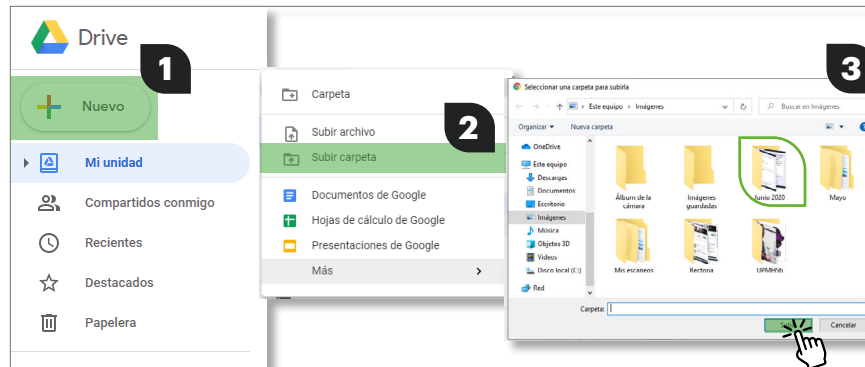 Drive
1
Nuevo
Mi unidad
Compartidos conmigo
Recientes
Destacados
Papelera
2
Carpeta
Subir archivo
Subir carpeta
Documentos de Google
Hojas de cálculo de Google
Presentaciones de Google
Más
3
Seleccionar una carpeta para subirla
Este equipo › Imágenes
Buscar en Imágenes
Organizar
Nueva carpeta
OneDrive
Este equipo
Descargas
Documentos
Escritorio
Imágenes
Música
Objetos 3D
Videos
Disco local (C:)
Red
Álbum de la cámara
Imágenes guardadas
Junio 2020
Mayo
Mis escaneos
Rectoria
UPMHSH
Carpeta:
Cancelar